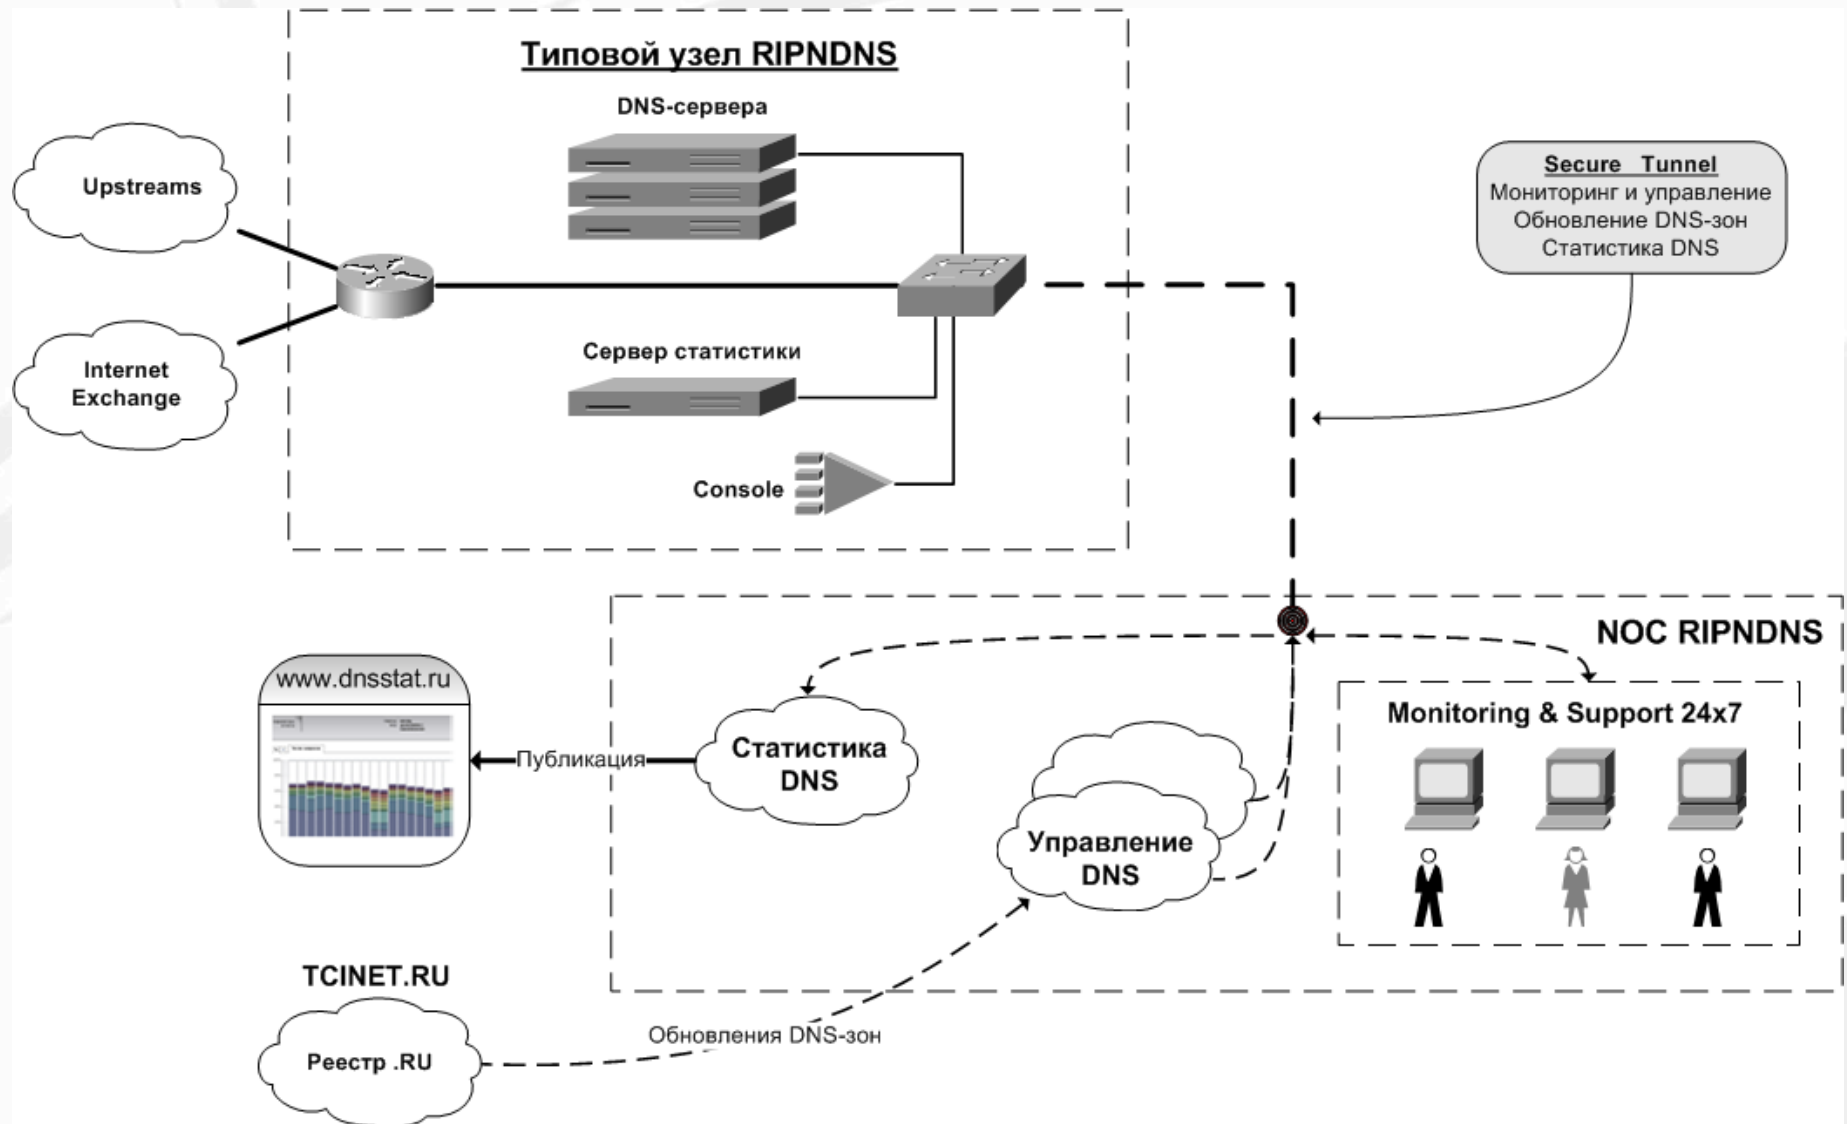 Типовой узел RIPNDNS
DNS-сервера
Upstreams
Internet
Exchange
Сервер статистики
Console
Secure Tunnel
Мониторинг и управление
Обновление DNS-зон
Статистика DNS
NOC RIPNDNS
www.dnsstat.ru
Публикация
Статистика
DNS
Управление
DNS
Monitoring & Support 24x7
TCINET.RU
Реестр .RU
Обновления DNS-зон